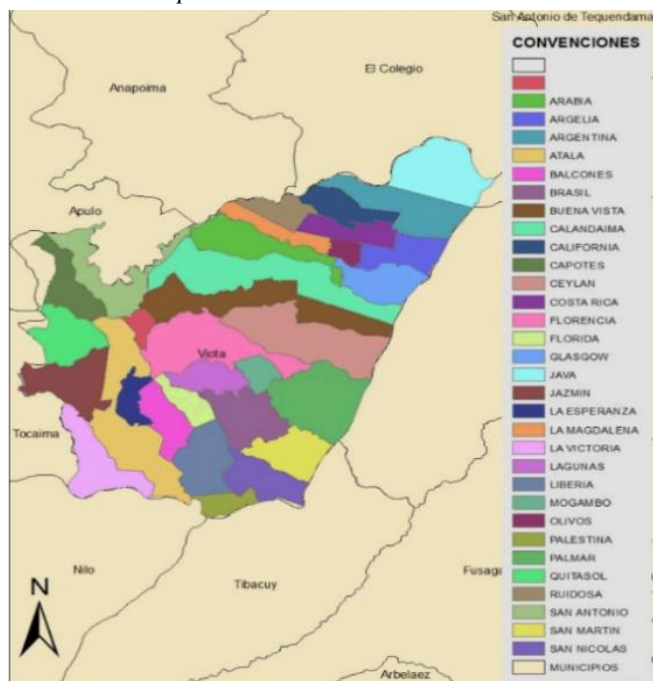 San Antonio de Tequendama
CONVENCIONES
El Colegio
Anapoima
ARABIA
ARGELIA
ARGENTINA
ATALA
BALCONES
BRASIL
Apulo
BUENA VISTA
CALANDAIMA
CALIFORNIA
CAPOTES
CEYLAN
COSTA RICA
FLORENCIA
FLORIDA
Viota
GLASGOW
JAVA
JAZMIN
LA ESPERANZA
LA MAGDALENA
Tocaima
LA VICTORIA
LAGUNAS
LIBERIA
MOGAMBO
OLIVOS
PALESTINA
PALMAR
Nilo
Fusaga
QUITASOL
Tibacuy
N
RUIDOSA
SAN ANTONIO
SAN MARTIN
SAN NICOLAS
MUNICIPIOS
Arbelaez